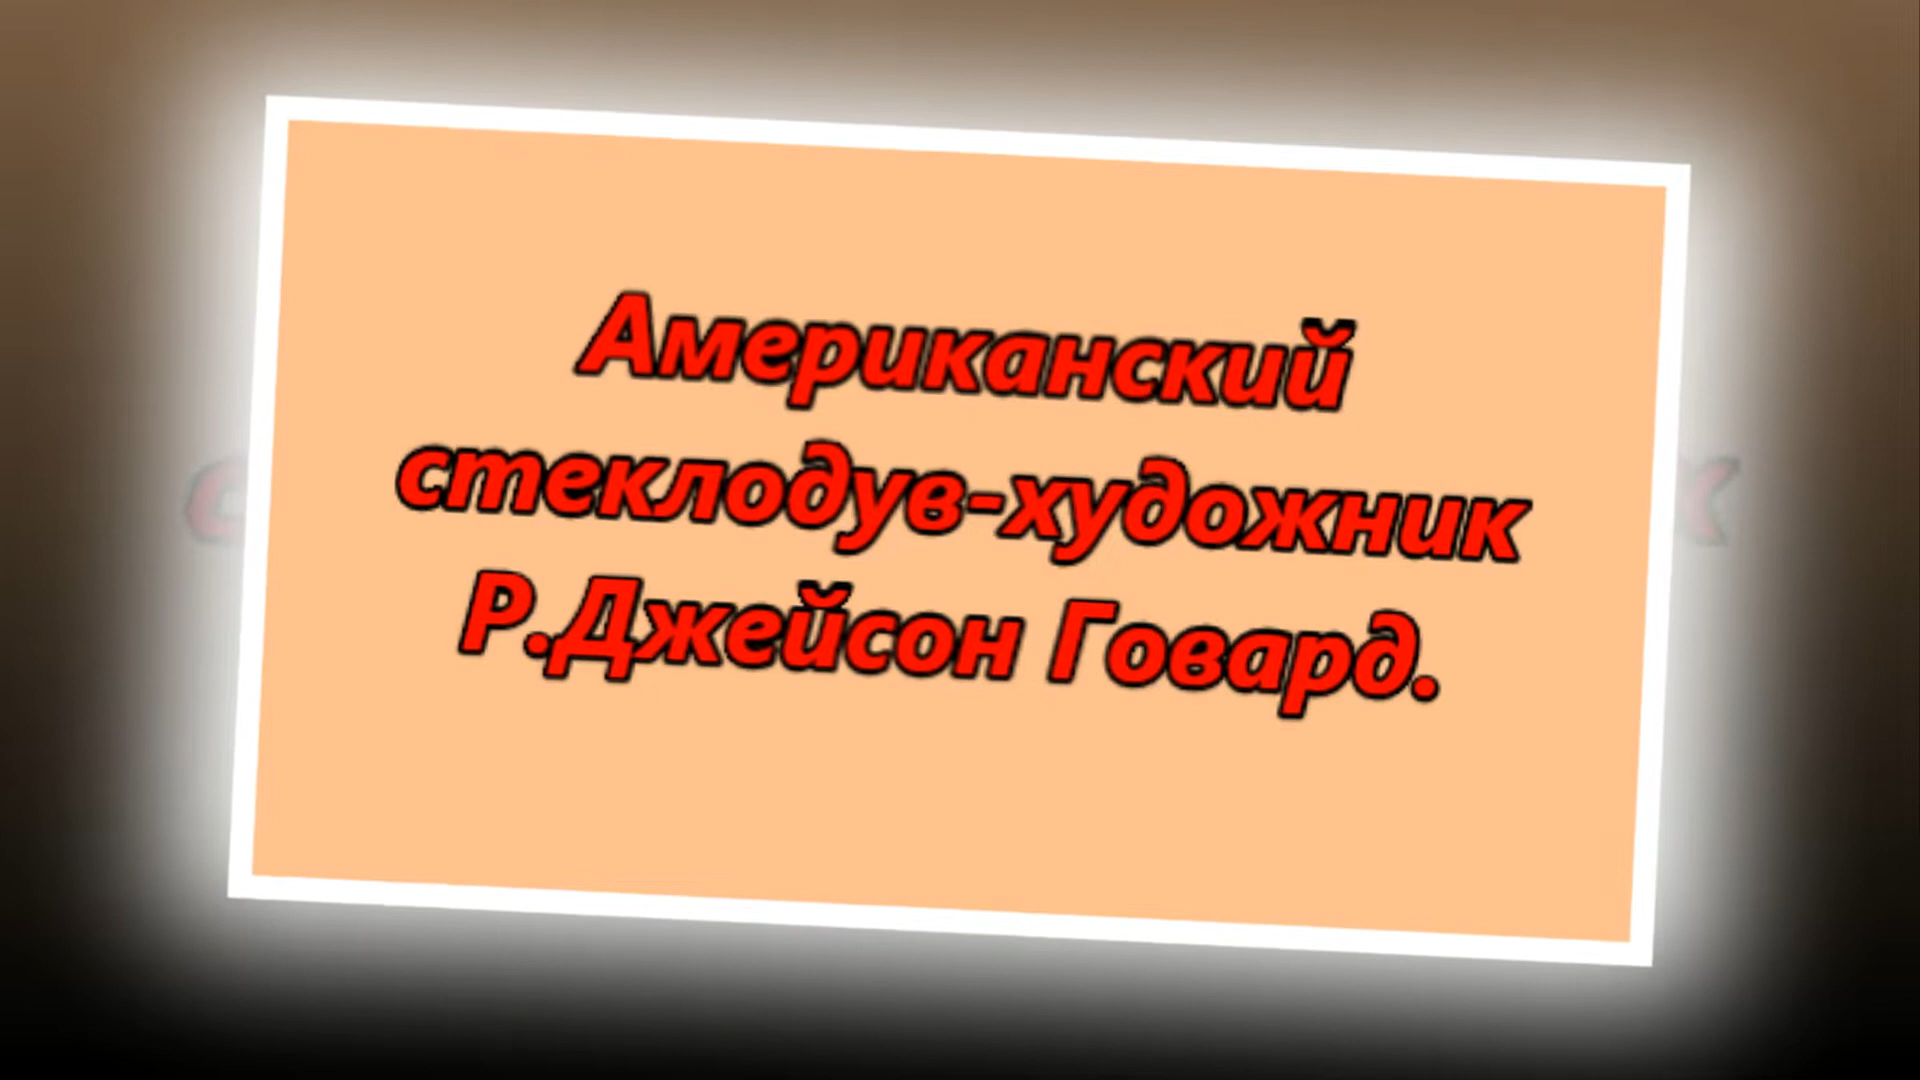 Американский
стеклодув-художник
Р.Джейсон Говард.